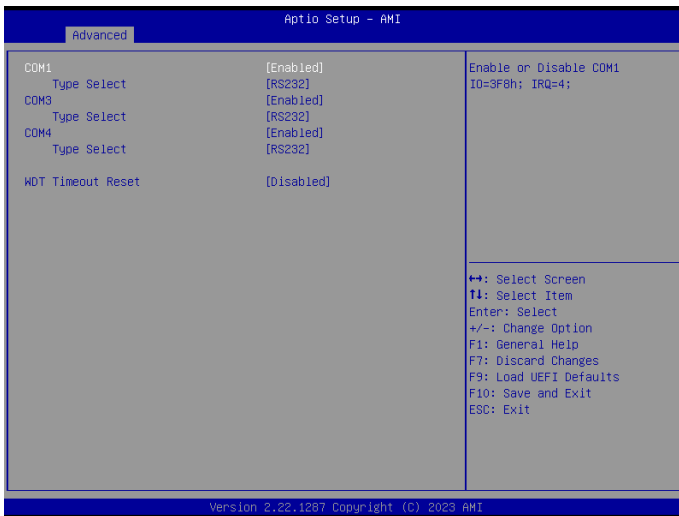 Aptio Setup – AMI
Advanced
COM1 [Enabled]
Type Select [RS232]
COM3 [Enabled]
Type Select [RS232]
COM4 [Enabled]
Type Select [RS232]
WDT Timeout Reset [Disabled]
Enable or Disable COM1
IO=3F8h; IRQ=4;
↔: Select Screen
↑↓: Select Item
Enter: Select
+/-: Change Option
F1: General Help
F7: Discard Changes
F9: Load UEFI Defaults
F10: Save and Exit
ESC: Exit
Version 2.22.1287 Copyright (C) 2023 AMI